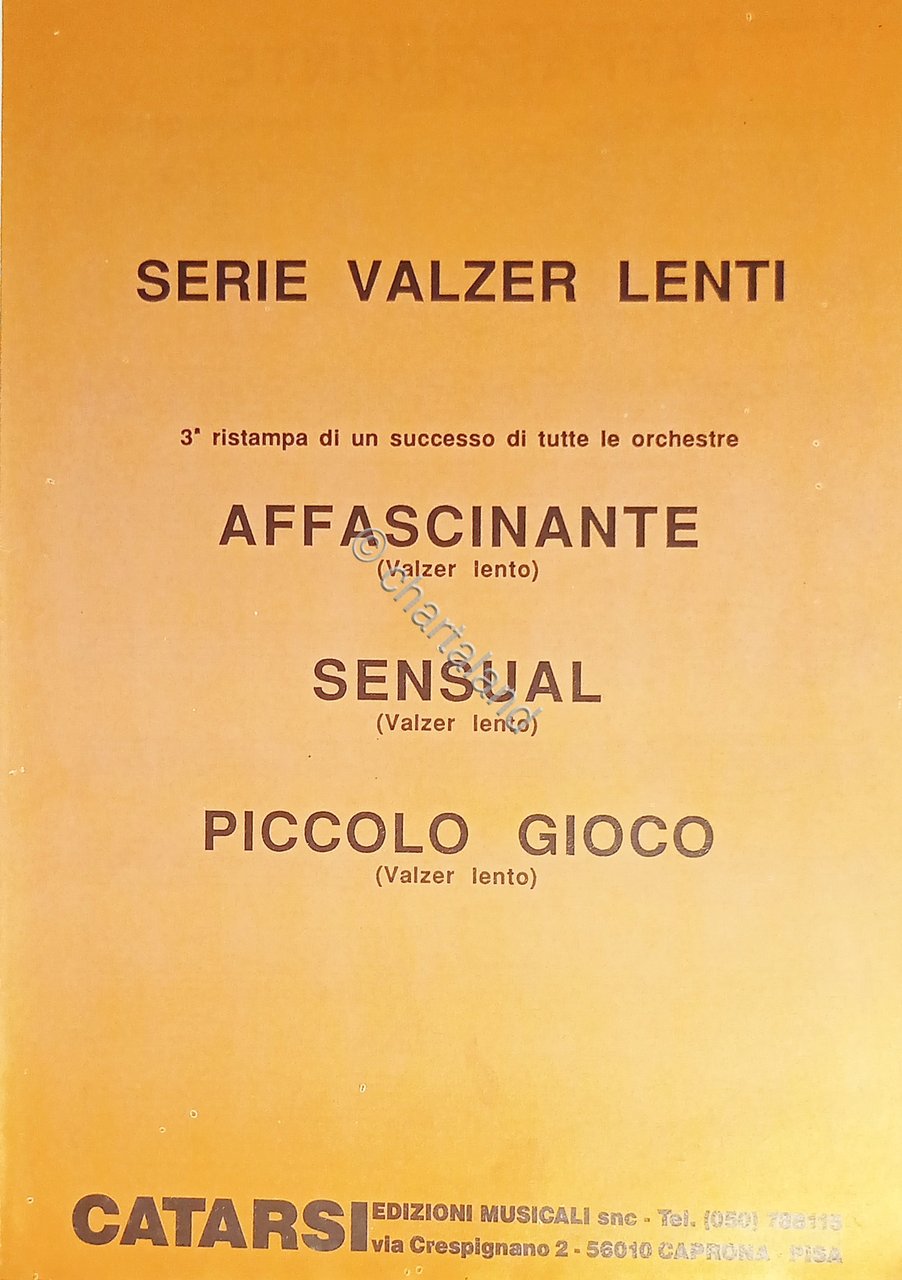 SERIE VALZER LENTI
3ª ristampa di un successo di tutte le orchestre
AFFASCINANTE
(Valzer lento)
SENSUAL
(Valzer lento)
PICCOLO GIOCO
(Valzer lento)
© chartaland
CATARSI EDIZIONI MUSICALI snc - Tel. (050)
via Crespignano 2 - 56010 CAPRONA - PISA